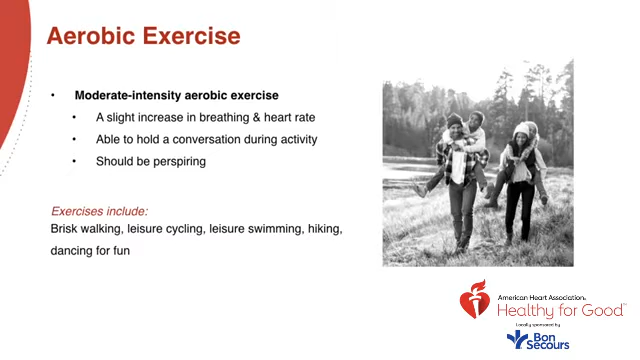 Aerobic Exercise
• Moderate-intensity aerobic exercise
• A slight increase in breathing & heart rate
• Able to hold a conversation during activity
• Should be perspiring
Exercises include:
Brisk walking, leisure cycling, leisure swimming, hiking,
dancing for fun
American Heart Association®
Healthy for Good™
Locally sponsored by
Bon
Secours